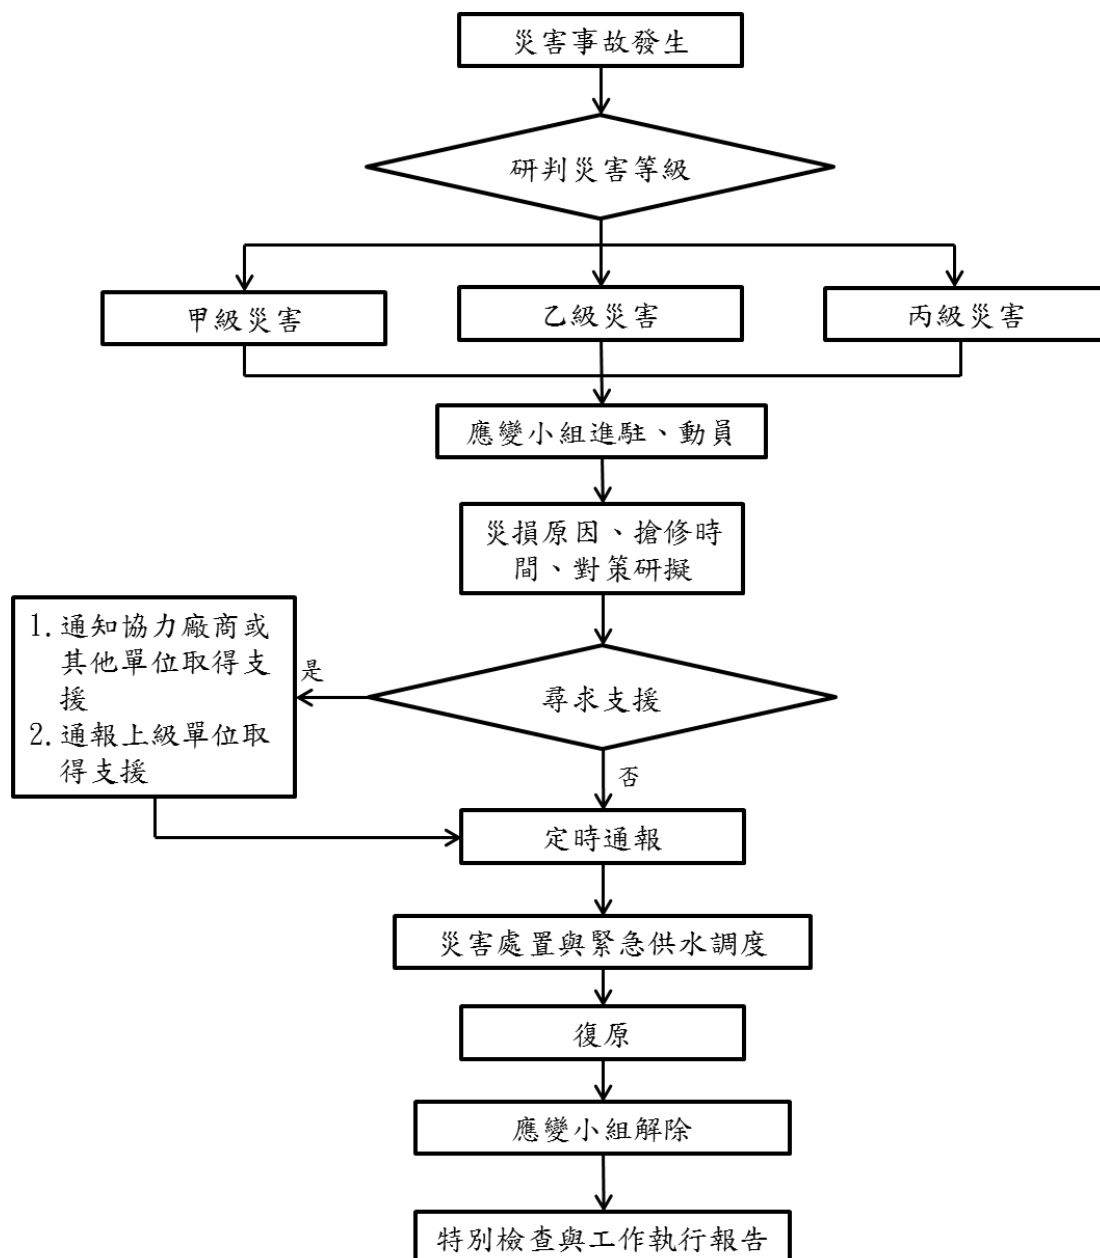 災害事故發生
研判災害等級
甲級災害
乙級災害
丙級災害
應變小組進駐、動員
災損原因、搶修時
間、對策研擬
1. 通知協力廠商或
其他單位取得支
援
2. 通報上級單位取
得支援
是
尋求支援
否
定時通報
災害處置與緊急供水調度
復原
應變小組解除
特別檢查與工作執行報告